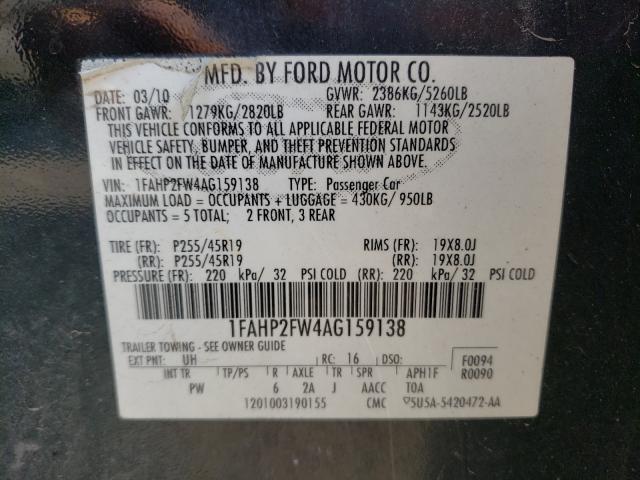 MFD. BY FORD MOTOR CO.
DATE: 03/10 GVWR: 2386KG/5260LB
FRONT GAWR: 1279KG/2820LB REAR GAWR: 1143KG/2520LB
THIS VEHICLE CONFORMS TO ALL APPLICABLE FEDERAL MOTOR
VEHICLE SAFETY, BUMPER, AND THEFT PREVENTION STANDARDS
IN EFFECT ON THE DATE OF MANUFACTURE SHOWN ABOVE.
VIN: 1FAHP2FW4AG159138 TYPE: Passenger Car
MAXIMUM LOAD = OCCUPANTS + LUGGAGE = 430KG/ 950LB
OCCUPANTS = 5 TOTAL; 2 FRONT, 3 REAR
TIRE (FR): P255/45R19 RIMS (FR): 19X8.0J
(RR): P255/45R19 (RR): 19X8.0J
PRESSURE (FR): 220 kPa/ 32 PSI COLD (RR): 220 kPa/ 32 PSI COLD
1FAHP2FW4AG159138
TRAILER TOWING - SEE OWNER GUIDE
EXT PNT: UH RC: 16 DSO: F0094
INT TR TP/PS R AXLE TR SPR APH1F R0090
PW 6 2A J AACC TOA
1201003190155 CMC ▽5U5A-5420472-AA